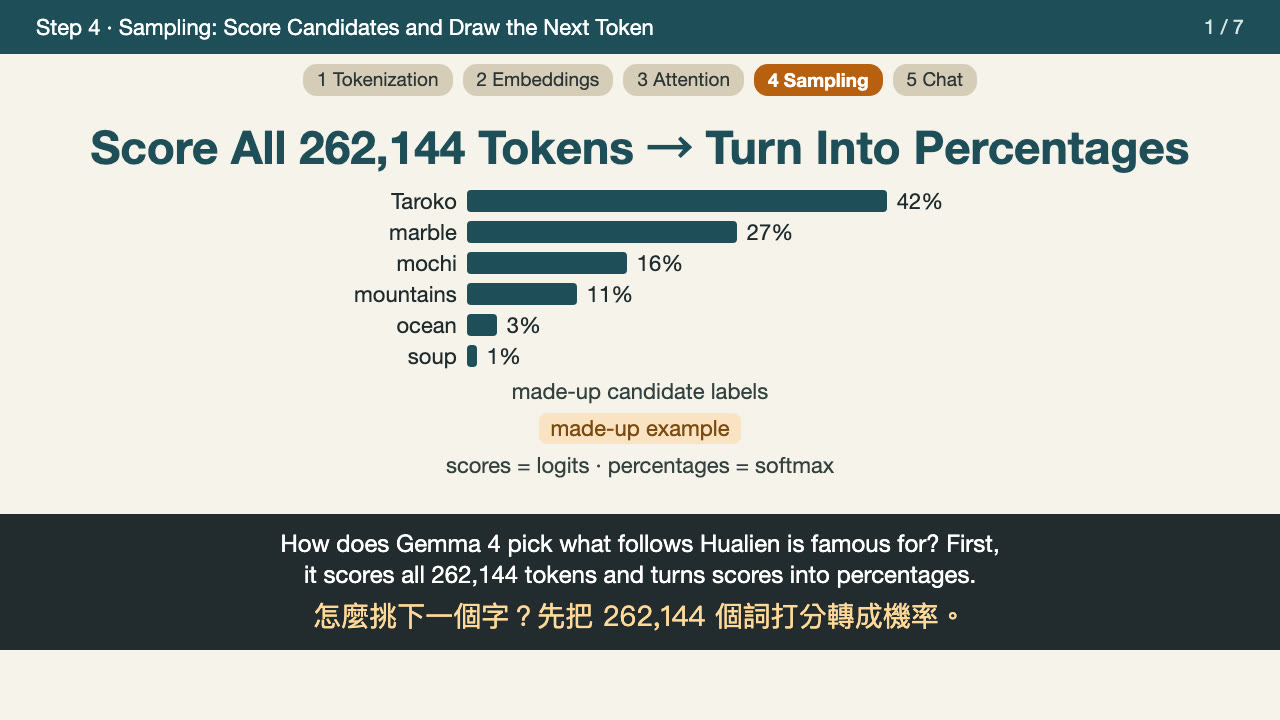 Step 4 · Sampling: Score Candidates and Draw the Next Token
1 / 7
1 Tokenization
2 Embeddings
3 Attention
4 Sampling
5 Chat
Score All 262,144 Tokens → Turn Into Percentages
Taroko 42%
marble 27%
mochi 16%
mountains 11%
ocean 3%
soup 1%
made-up candidate labels
made-up example
scores = logits · percentages = softmax
How does Gemma 4 pick what follows Hualien is famous for? First,
it scores all 262,144 tokens and turns scores into percentages.
怎麼挑下一個字？先把 262,144 個詞打分轉成機率。